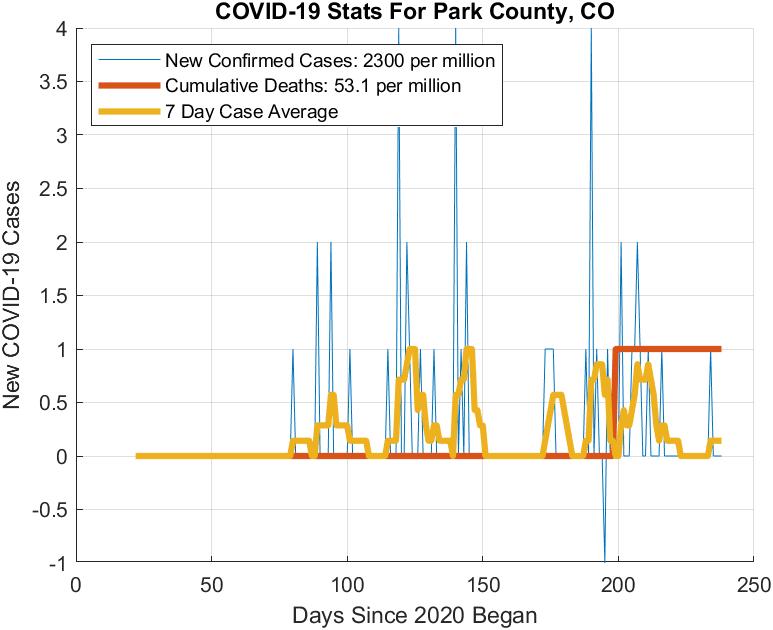 COVID-19 Stats For Park County, CO
New Confirmed Cases: 2300 per million
Cumulative Deaths: 53.1 per million
7 Day Case Average
New COVID-19 Cases
4
3.5
3
2.5
2
1.5
1
0.5
0
-0.5
-1
0 50 100 150 200 250
Days Since 2020 Began